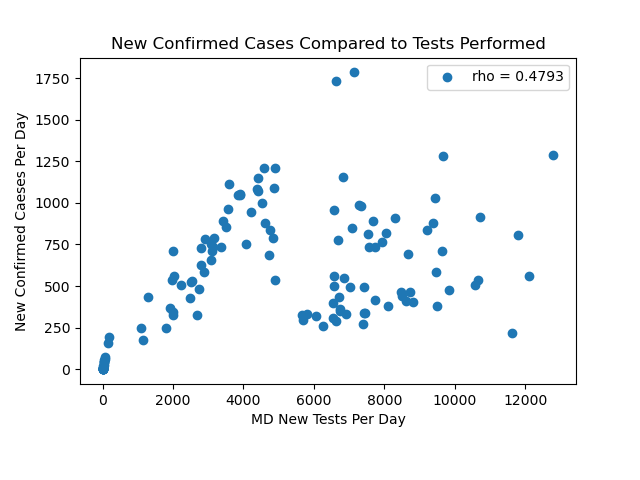 New Confirmed Cases Compared to Tests Performed
rho = 0.4793
New Confirmed Caeses Per Day
1750
1500
1250
1000
750
500
250
0
0 2000 4000 6000 8000 10000 12000
MD New Tests Per Day